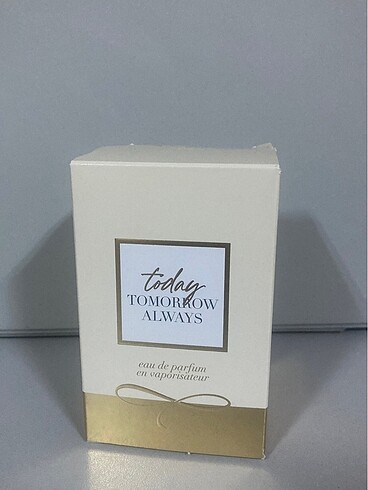 today
TOMORROW
ALWAYS
eau de parfum
en vaporisateur